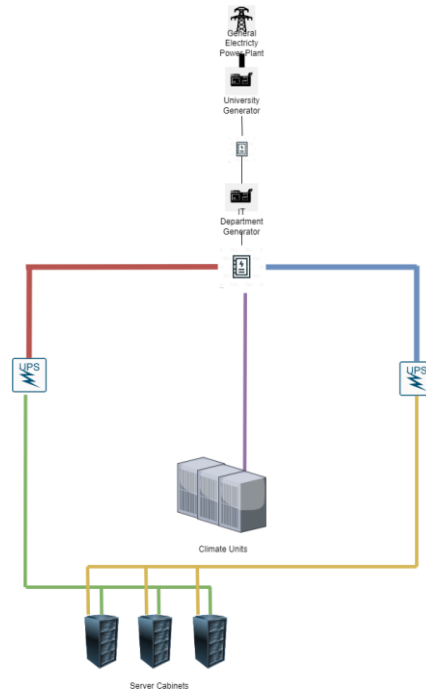 General
Electricty
Power Plant
University
Generator
IT
Department
Generator
UPS
UPS
Climate Units
Server Cabinets